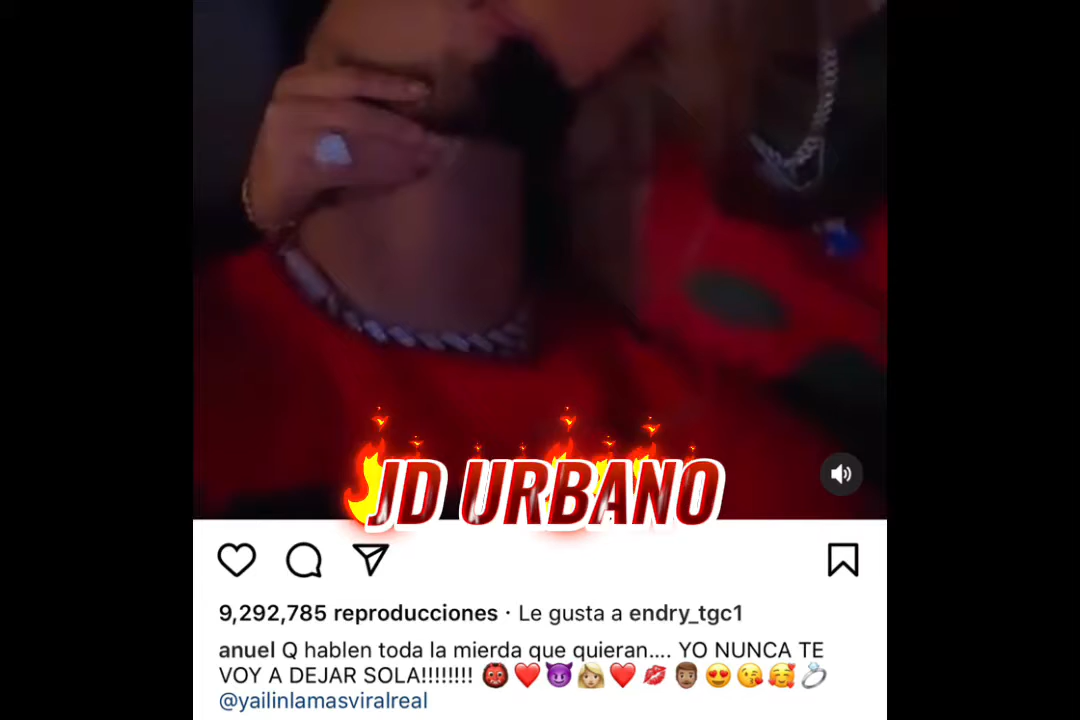 JD URBANO
9,292,785 reproducciones · Le gusta a endry_tgc1
anuel Q hablen toda la mierda que quieran.... YO NUNCA TE
VOY A DEJAR SOLA!!!!!!!! 👹❤️😈👩🏼❤️💋👨🏽😍😘🥰💍
@yailinlamasviralreal